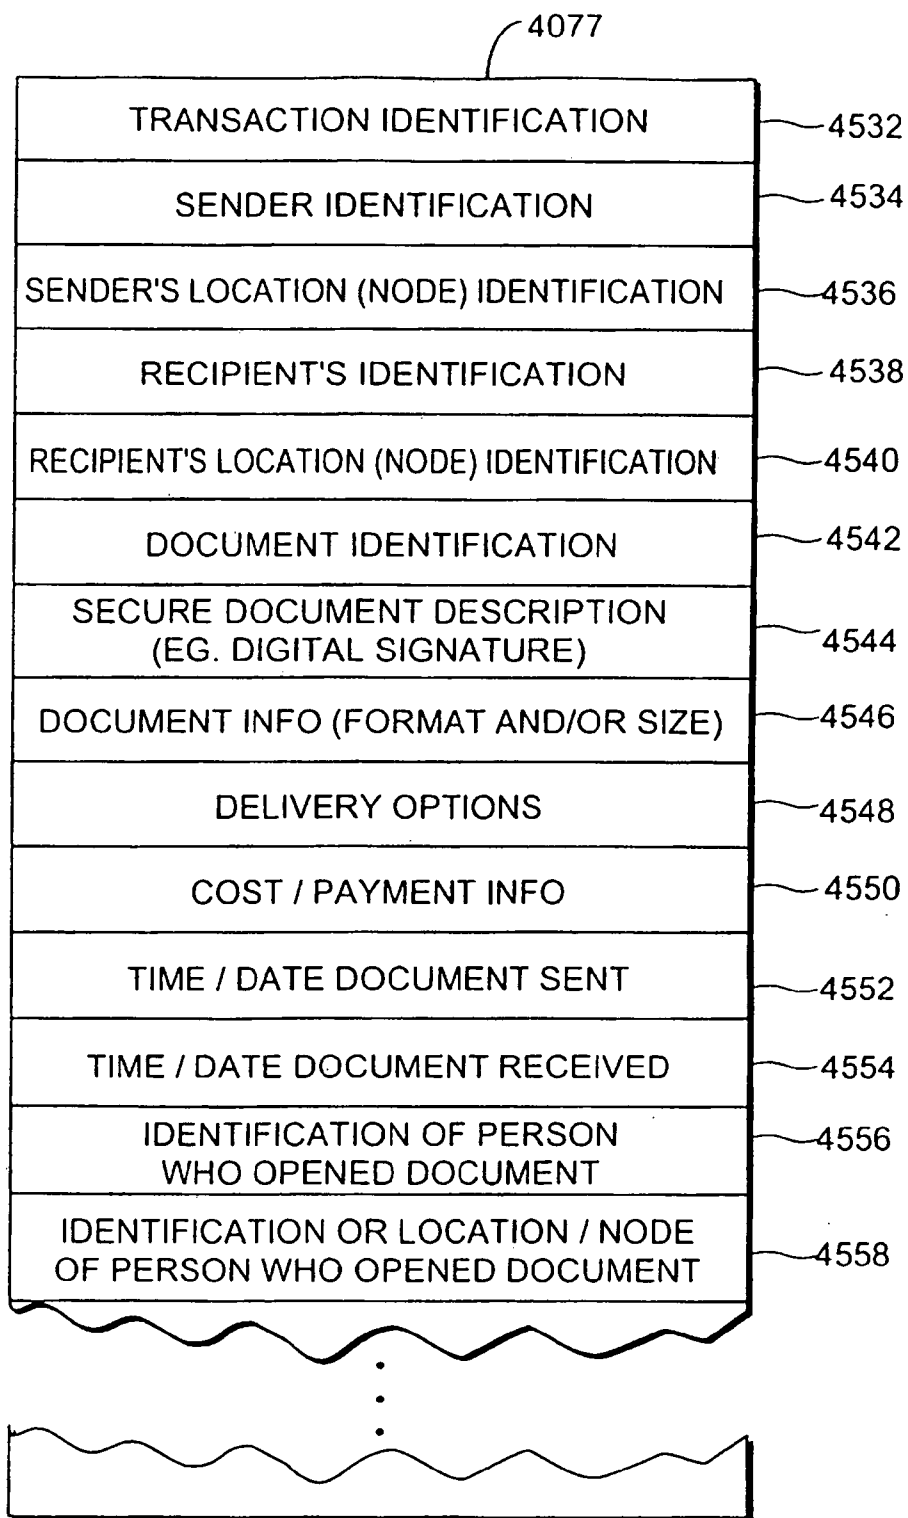 4077
TRANSACTION IDENTIFICATION 4532
SENDER IDENTIFICATION 4534
SENDER'S LOCATION (NODE) IDENTIFICATION 4536
RECIPIENT'S IDENTIFICATION 4538
RECIPIENT'S LOCATION (NODE) IDENTIFICATION 4540
DOCUMENT IDENTIFICATION 4542
SECURE DOCUMENT DESCRIPTION
(EG. DIGITAL SIGNATURE) 4544
DOCUMENT INFO (FORMAT AND/OR SIZE) 4546
DELIVERY OPTIONS 4548
COST / PAYMENT INFO 4550
TIME / DATE DOCUMENT SENT 4552
TIME / DATE DOCUMENT RECEIVED 4554
IDENTIFICATION OF PERSON 4556
WHO OPENED DOCUMENT
IDENTIFICATION OR LOCATION / NODE
OF PERSON WHO OPENED DOCUMENT 4558